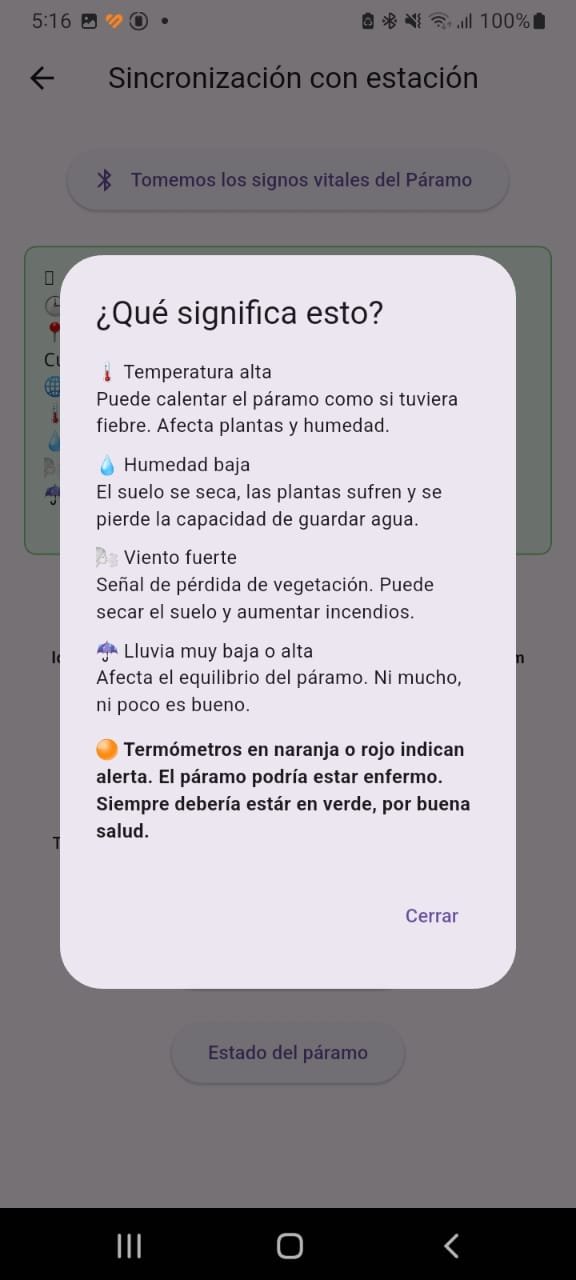 5:16
100%
Sincronización con estación
Tomemos los signos vitales del Páramo
¿Qué significa esto?
🌡️ Temperatura alta
Puede calentar el páramo como si tuviera
fiebre. Afecta plantas y humedad.
💧 Humedad baja
El suelo se seca, las plantas sufren y se
pierde la capacidad de guardar agua.
🌬️ Viento fuerte
Señal de pérdida de vegetación. Puede
secar el suelo y aumentar incendios.
☔ Lluvia muy baja o alta
Afecta el equilibrio del páramo. Ni mucho,
ni poco es bueno.
🟠 Termómetros en naranja o rojo indican
alerta. El páramo podría estar enfermo.
Siempre debería estár en verde, por buena
salud.
Cerrar
Estado del páramo